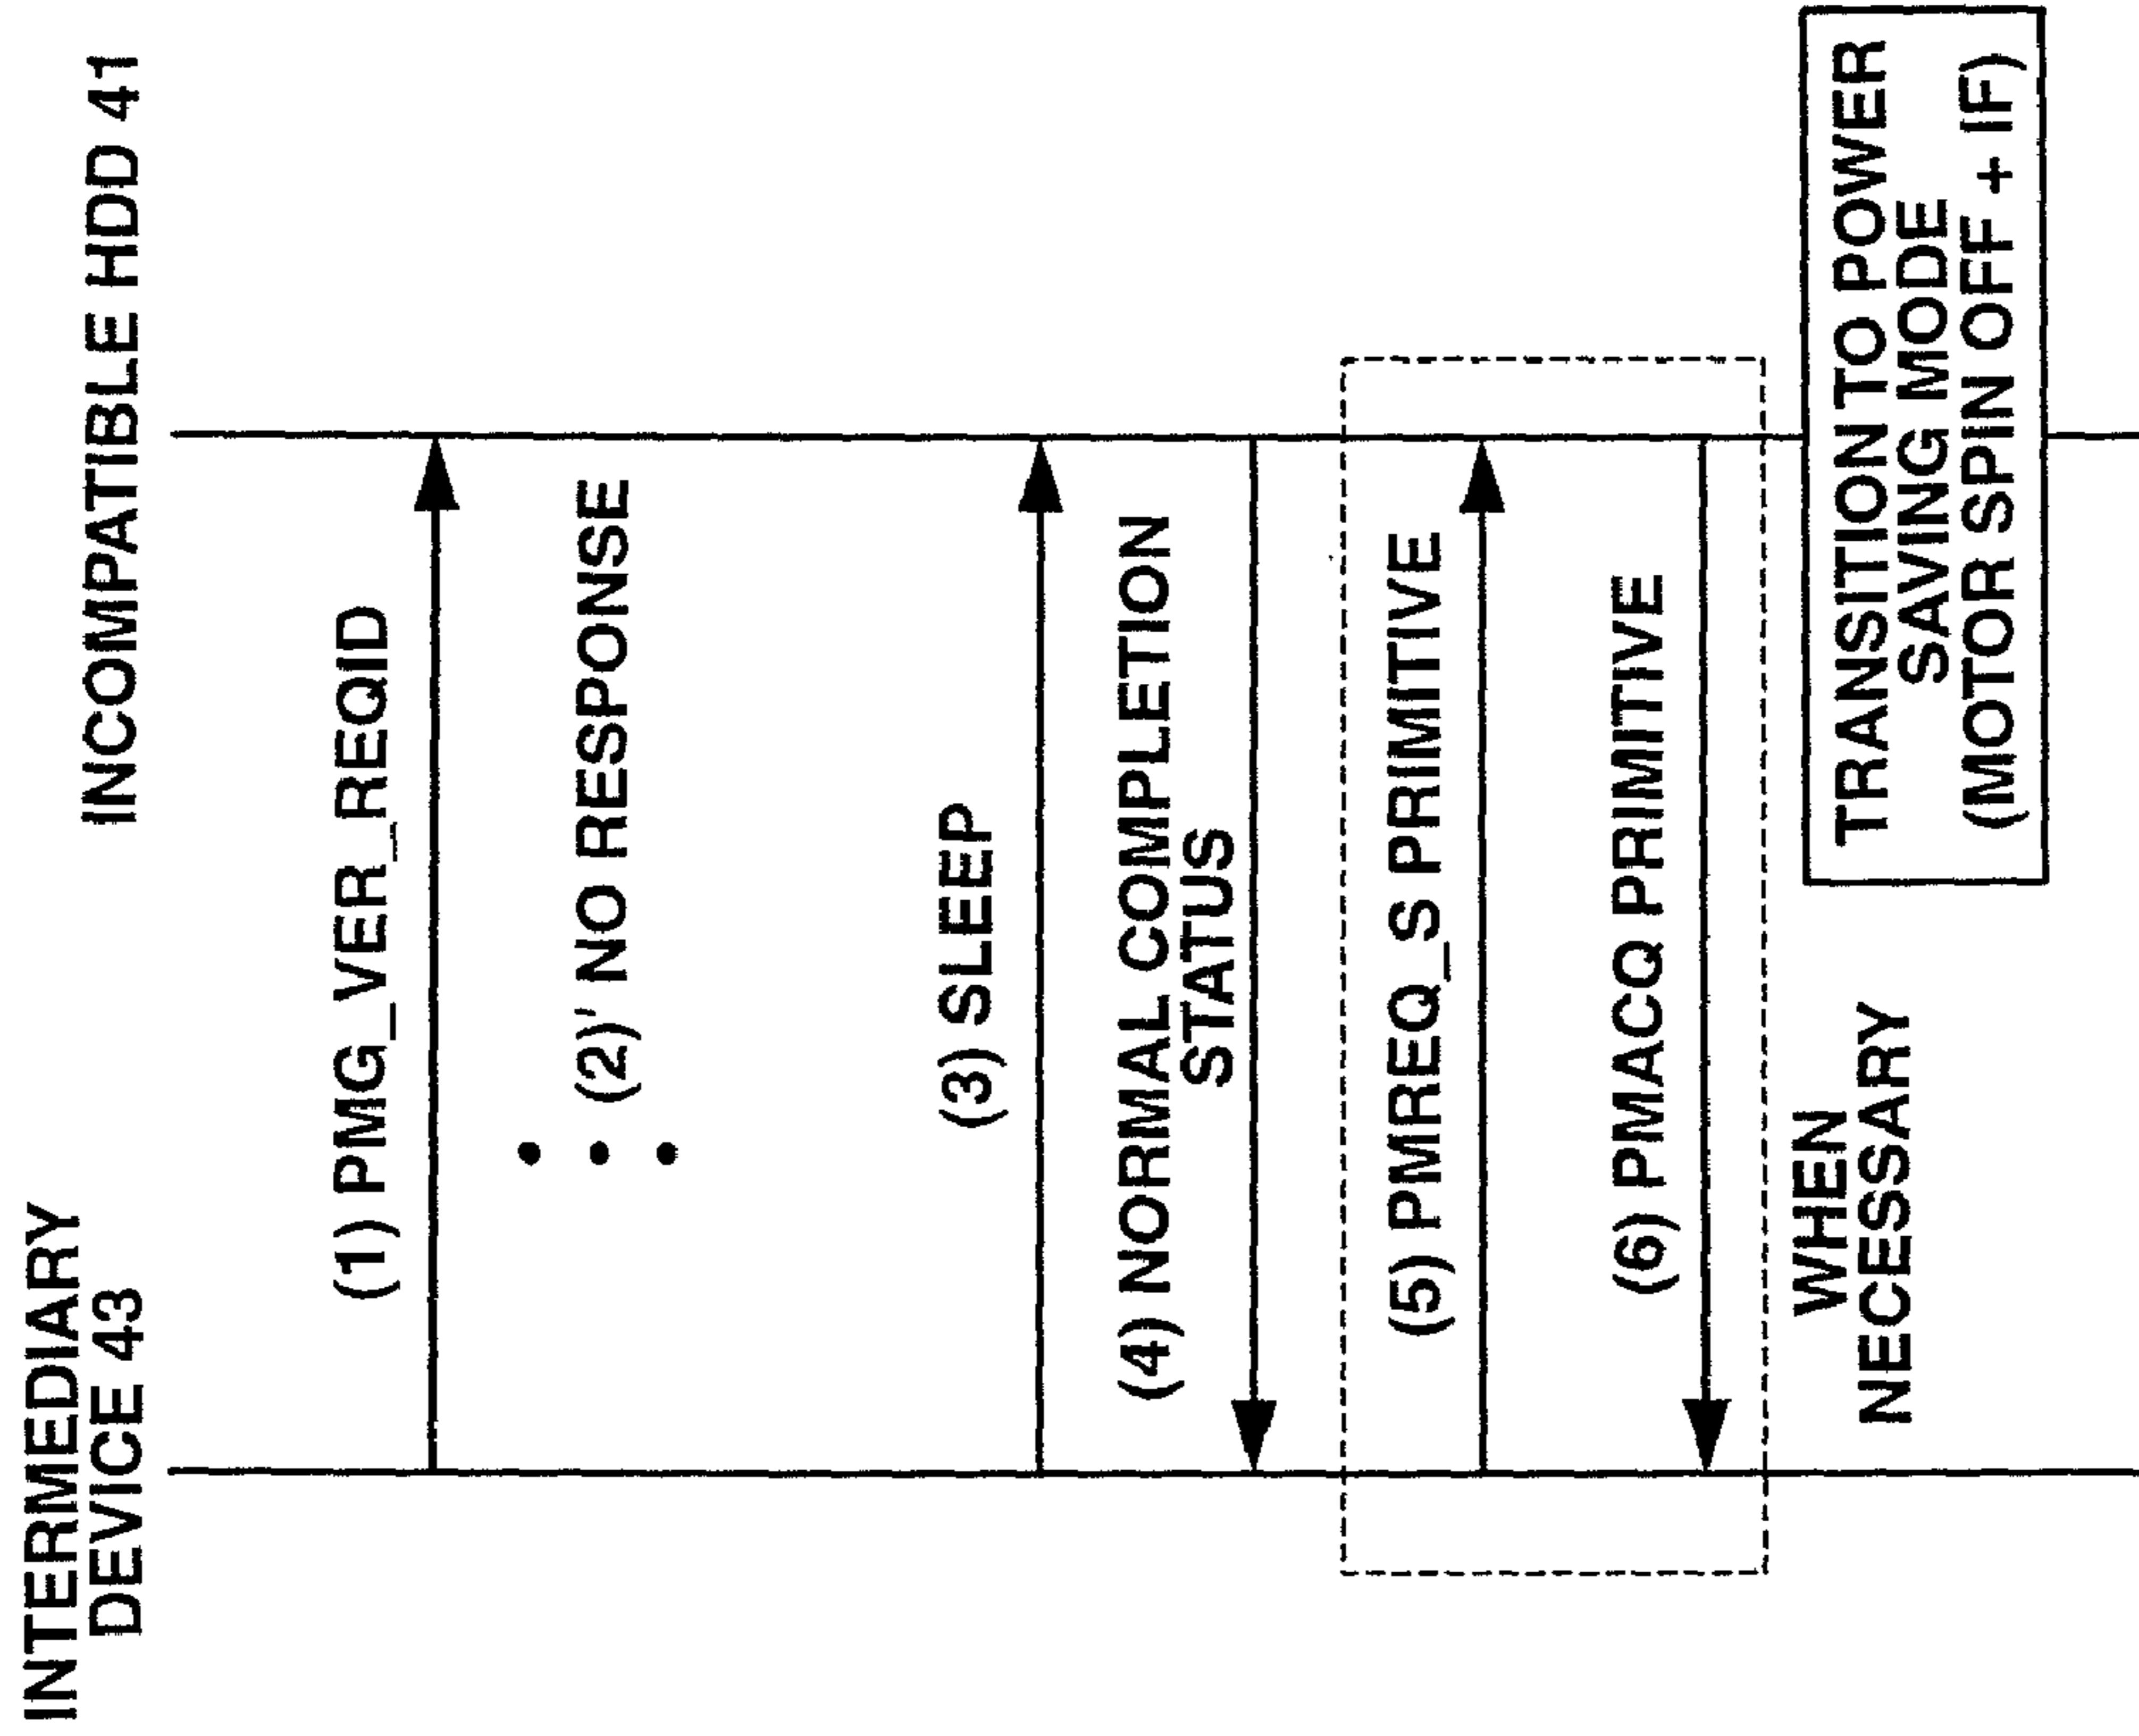 INTERMEDIARY
DEVICE 43
INCOMPATIBLE HDD 41
(1) PMG_VER_REQID
(2)' NO RESPONSE
(3) SLEEP
(4) NORMAL COMPLETION
STATUS
(5) PMREQ_S PRIMITIVE
(6) PMACQ PRIMITIVE
WHEN
NECESSARY
TRANSITION TO POWER
SAVING MODE
(MOTOR SPIN OFF + IF)